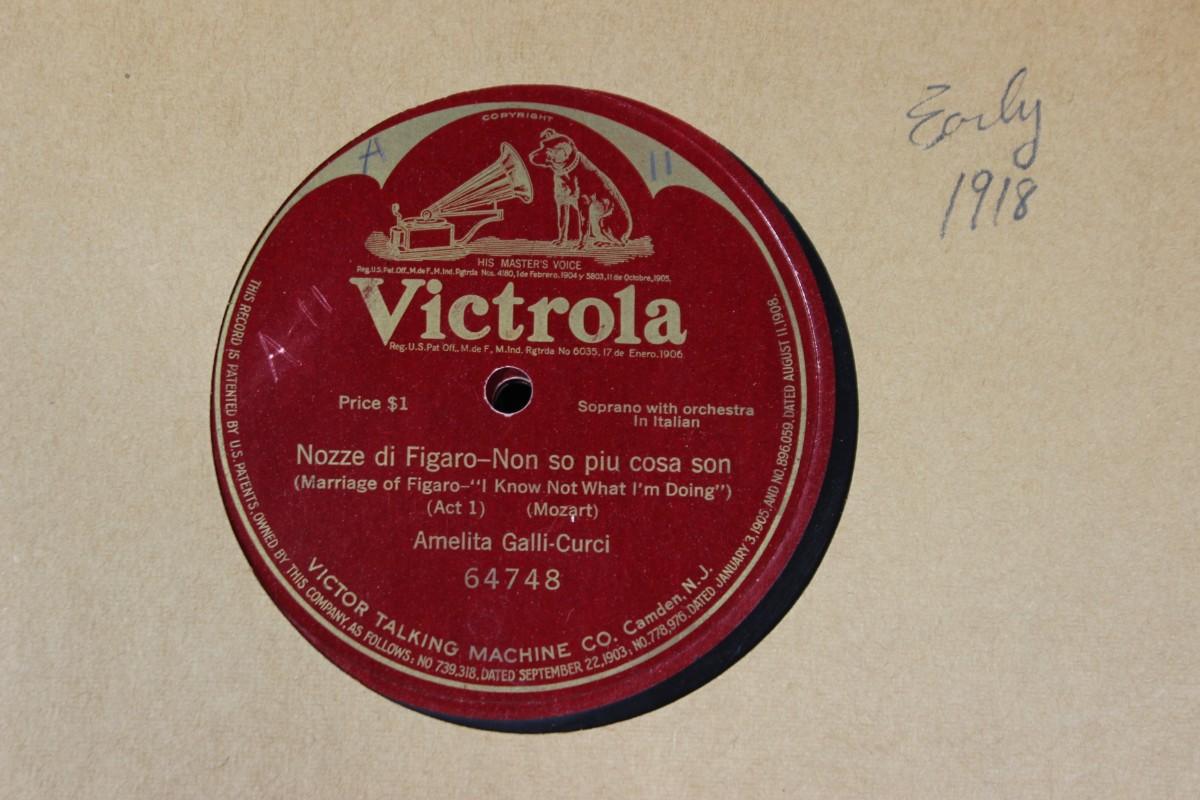 Early
1918
COPYRIGHT
A
11
HIS MASTER'S VOICE
Reg.U.S.Pat.Off.,M.de F.,M.Ind.Rgtrda Nos. 4180, 1 de Febrero. 1904 y 5803, 11 de Octobre, 1905.
Victrola
Reg. U.S. Pat Off., M.de F., M.Ind. Rgtrda No 6035, 17 de Enero. 1906
A-11
Price $1
Soprano with orchestra
In Italian
Nozze di Figaro–Non so piu cosa son
(Marriage of Figaro–"I Know Not What I'm Doing")
(Act 1) (Mozart)
Amelita Galli-Curci
64748
VICTOR TALKING MACHINE CO. Camden, N.J.
THIS RECORD IS PATENTED BY U.S. PATENTS, OWNED BY THIS COMPANY, AS FOLLOWS: NO 739,318, DATED SEPTEMBER 22, 1903; NO. 778,976. DATED JANUARY 3, 1905. AND NO. 896,059, DATED AUGUST 11, 1908.